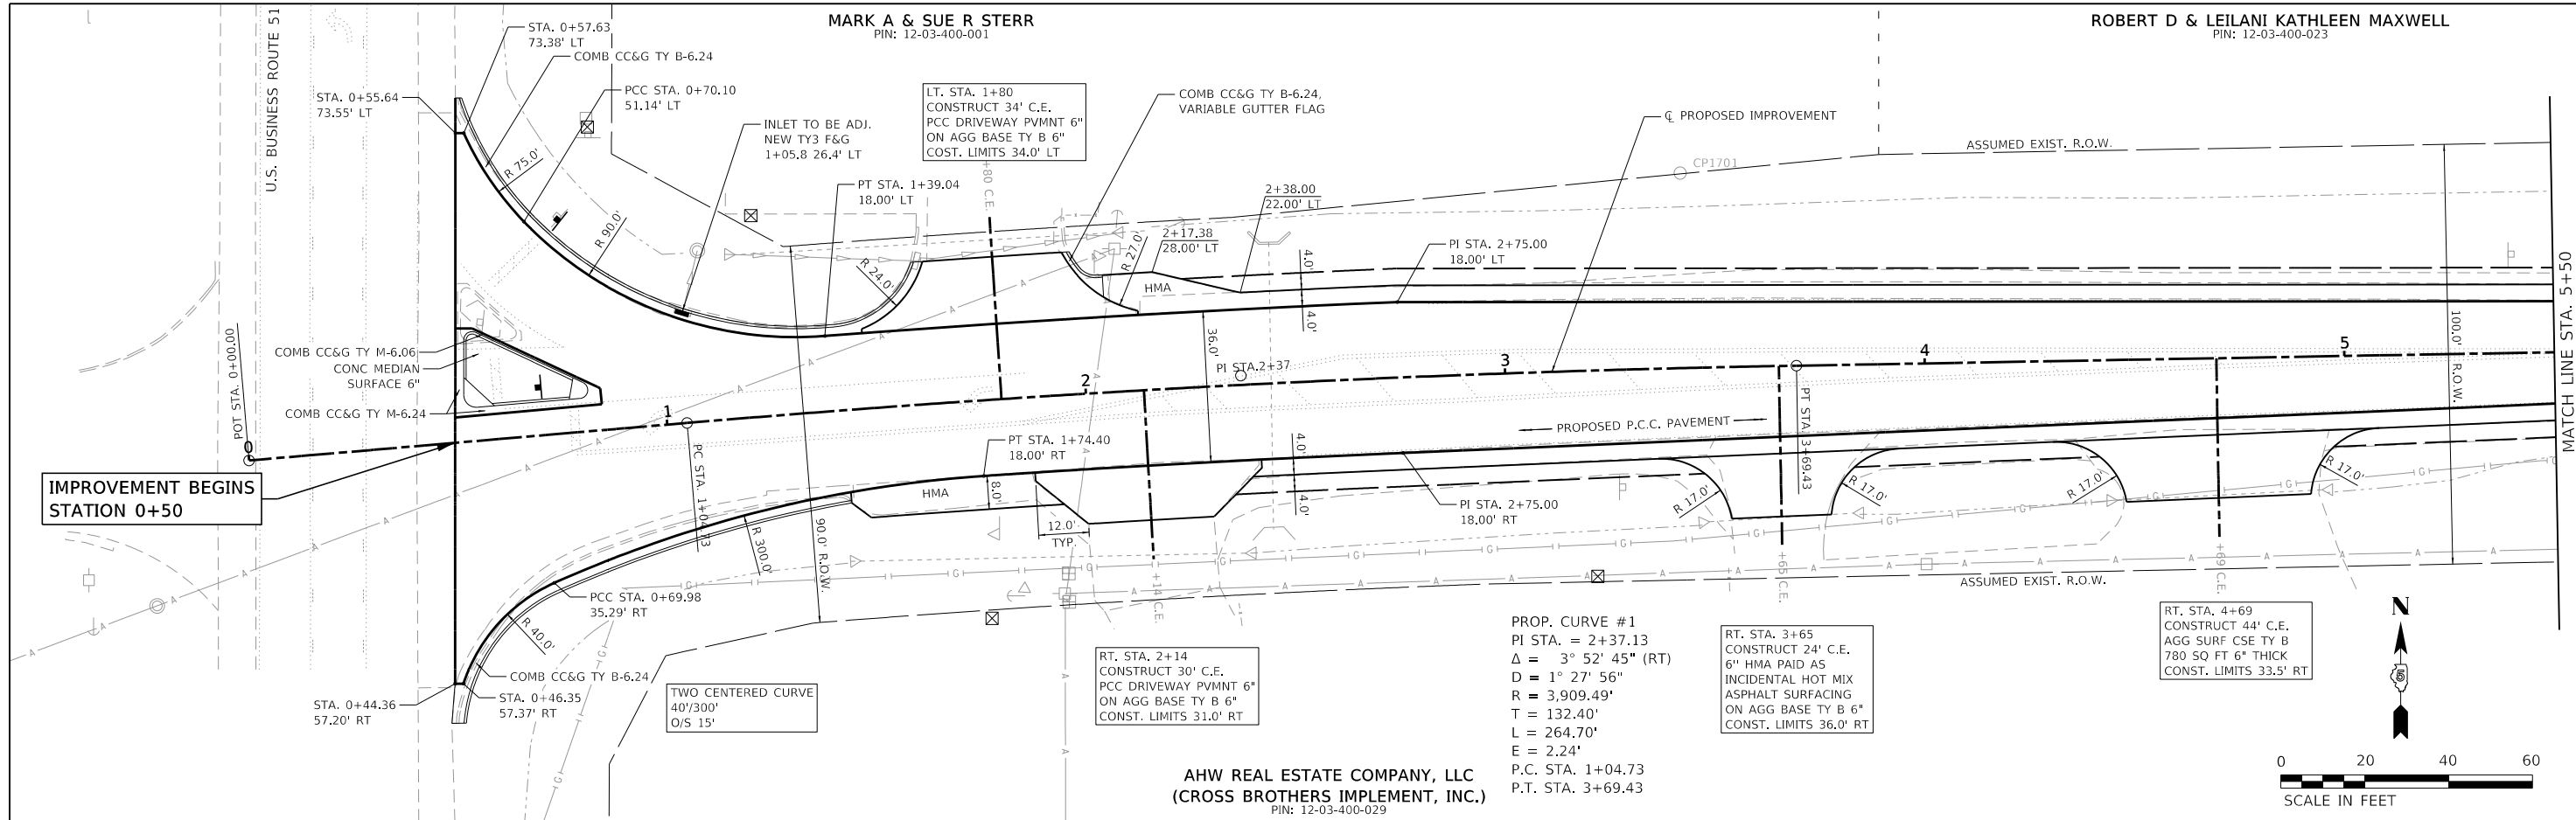 MARK A & SUE R STERR
PIN: 12-03-400-001
ROBERT D & LEILANI KATHLEEN MAXWELL
PIN: 12-03-400-023
U.S. BUSINESS ROUTE 51
STA. 0+57.63
73.38' LT
COMB CC&G TY B-6.24
STA. 0+55.64
73.55' LT
PCC STA. 0+70.10
51.14' LT
INLET TO BE ADJ.
NEW TY3 F&G
1+05.8 26.4' LT
LT. STA. 1+80
CONSTRUCT 34' C.E.
PCC DRIVEWAY PVMNT 6"
ON AGG BASE TY B 6"
COST. LIMITS 34.0' LT
COMB CC&G TY B-6.24,
VARIABLE GUTTER FLAG
℄ PROPOSED IMPROVEMENT
ASSUMED EXIST. R.O.W.
CP1701
R 75.0'
R 90.0'
PT STA. 1+39.04
18.00' LT
+80 C.E.
R 24.0'
R 27.0'
2+17.38
28.00' LT
2+38.00
22.00' LT
HMA
4.0'
4.0'
PI STA. 2+75.00
18.00' LT
36.0'
100.0'
R.O.W.
MATCH LINE STA. 5+50
POT STA. 0+00.00
COMB CC&G TY M-6.06
CONC MEDIAN
SURFACE 6"
COMB CC&G TY M-6.24
0
1
2
3
4
5
PI STA.2+37
PC STA. 1+04.73
PT STA. 3+69.43
PROPOSED P.C.C. PAVEMENT
IMPROVEMENT BEGINS
STATION 0+50
PT STA. 1+74.40
18.00' RT
HMA
8.0'
12.0'
TYP.
4.0'
4.0'
PI STA. 2+75.00
18.00' RT
R 17.0'
R 17.0'
R 17.0'
R 17.0'
90.0' R.O.W.
R 300.0'
R 40.0'
PCC STA. 0+69.98
35.29' RT
COMB CC&G TY B-6.24
STA. 0+44.36
57.20' RT
STA. 0+46.35
57.37' RT
+14 C.E.
+65 C.E.
+69 C.E.
ASSUMED EXIST. R.O.W.
TWO CENTERED CURVE
40'/300'
O/S 15'
RT. STA. 2+14
CONSTRUCT 30' C.E.
PCC DRIVEWAY PVMNT 6"
ON AGG BASE TY B 6"
CONST. LIMITS 31.0' RT
PROP. CURVE #1
PI STA. = 2+37.13
Δ = 3° 52' 45" (RT)
D = 1° 27' 56"
R = 3,909.49'
T = 132.40'
L = 264.70'
E = 2.24'
P.C. STA. 1+04.73
P.T. STA. 3+69.43
RT. STA. 3+65
CONSTRUCT 24' C.E.
6" HMA PAID AS
INCIDENTAL HOT MIX
ASPHALT SURFACING
ON AGG BASE TY B 6"
CONST. LIMITS 36.0' RT
RT. STA. 4+69
CONSTRUCT 44' C.E.
AGG SURF CSE TY B
780 SQ FT 6" THICK
CONST. LIMITS 33.5' RT
AHW REAL ESTATE COMPANY, LLC
(CROSS BROTHERS IMPLEMENT, INC.)
PIN: 12-03-400-029
N
0 20 40 60
SCALE IN FEET